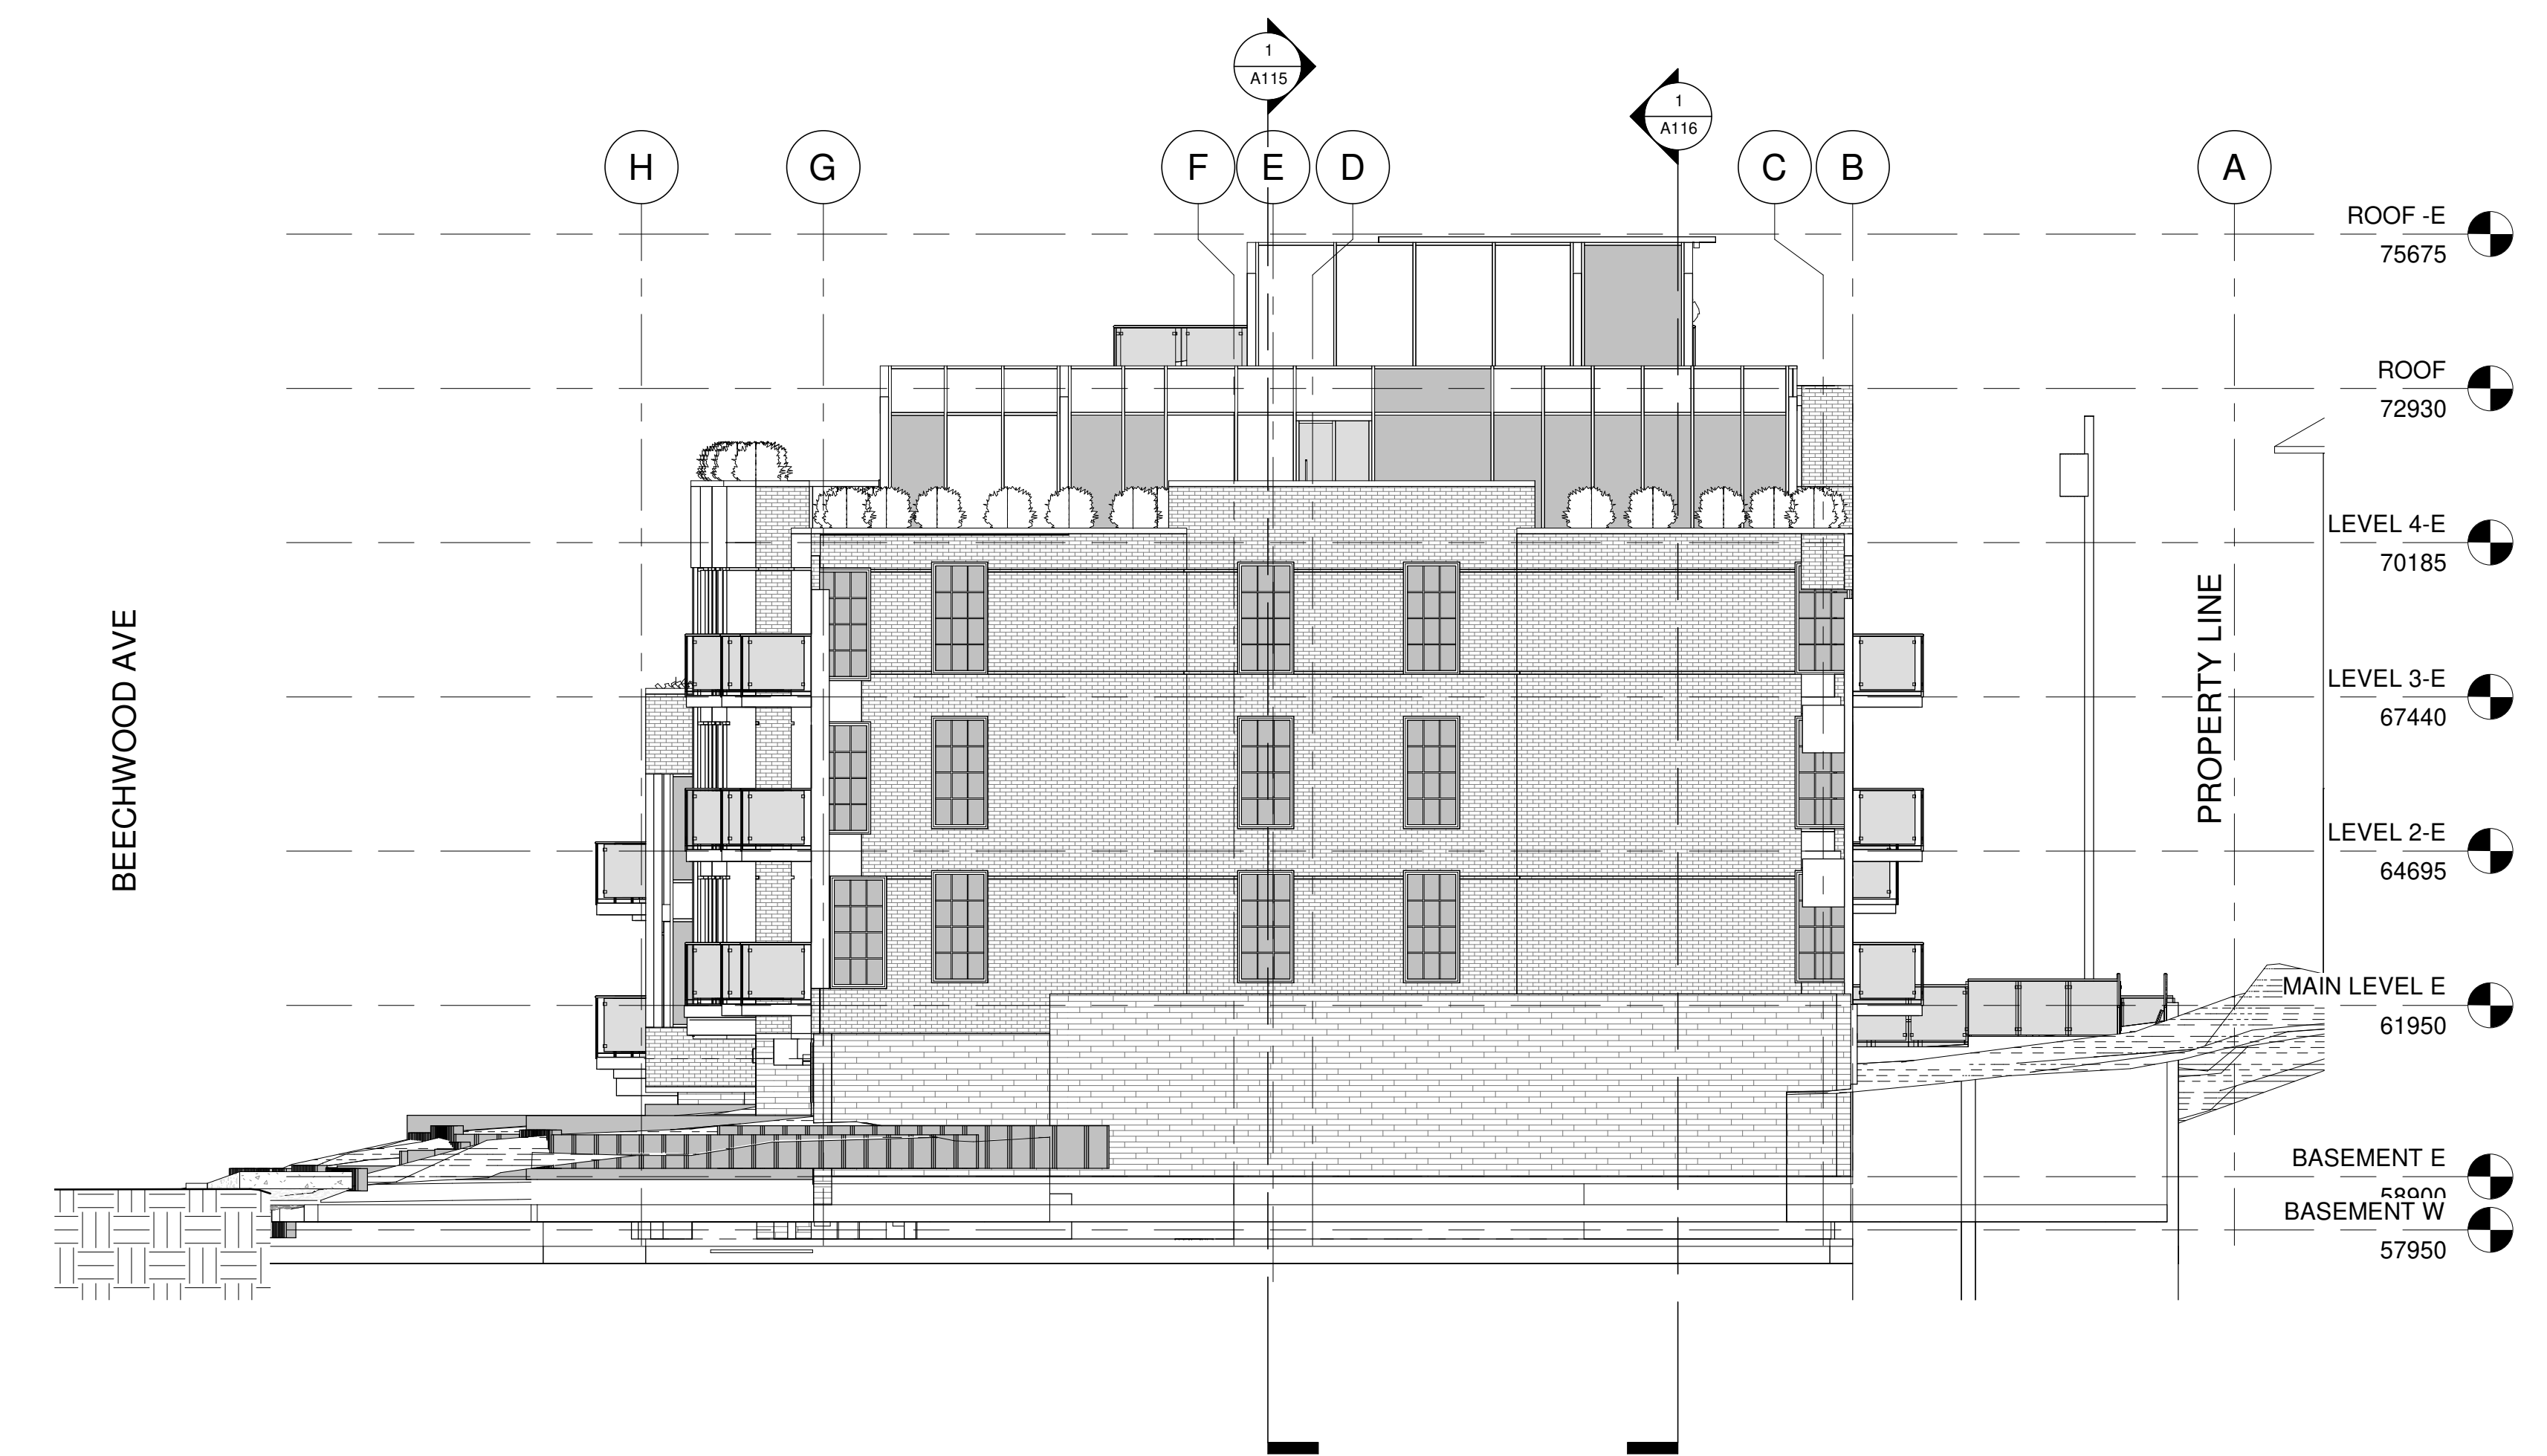 1
A115
1
A116
H
G
F
E
D
C
B
A
ROOF -E
75675
ROOF
72930
LEVEL 4-E
70185
LEVEL 3-E
67440
LEVEL 2-E
64695
MAIN LEVEL E
61950
BASEMENT E
58900
BASEMENT W
57950
BEECHWOOD AVE
PROPERTY LINE